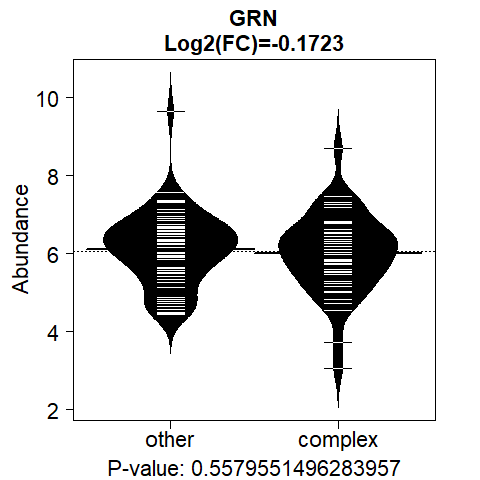 GRN
Log2(FC)=-0.1723
Abundance
10
8
6
4
2
other complex
P-value: 0.5579551496283957